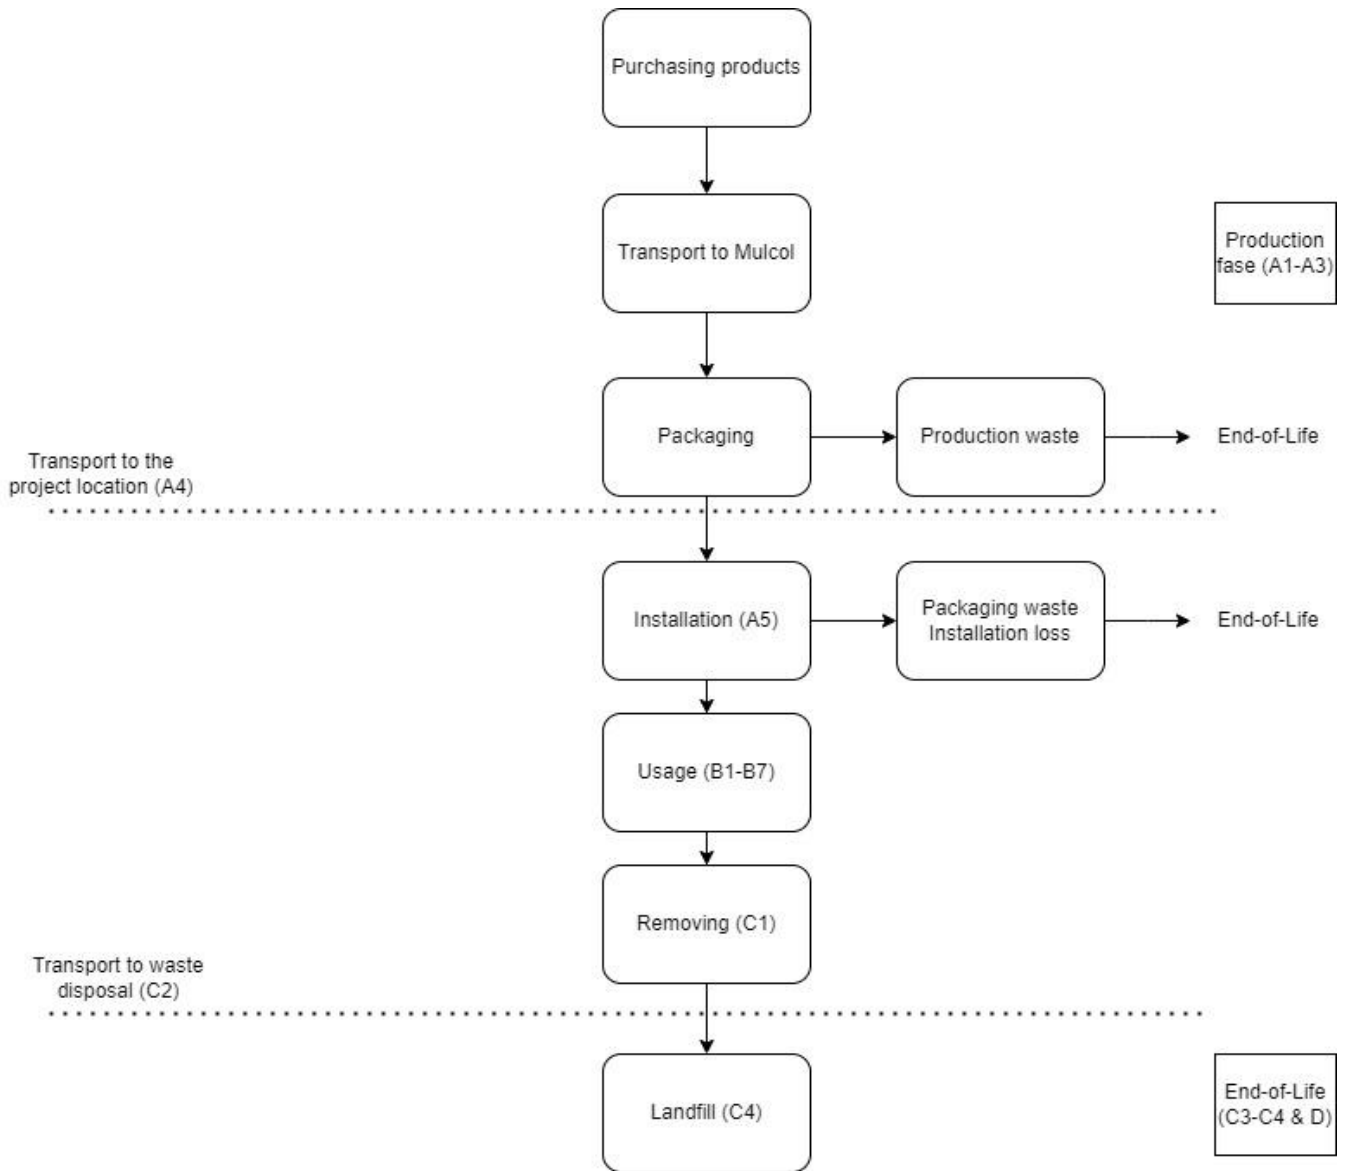 Purchasing products
Transport to Mulcol
Production
fase (A1-A3)
Packaging
Production waste
End-of-Life
Transport to the
project location (A4)
Installation (A5)
Packaging waste
Installation loss
End-of-Life
Usage (B1-B7)
Removing (C1)
Transport to waste
disposal (C2)
Landfill (C4)
End-of-Life
(C3-C4 & D)